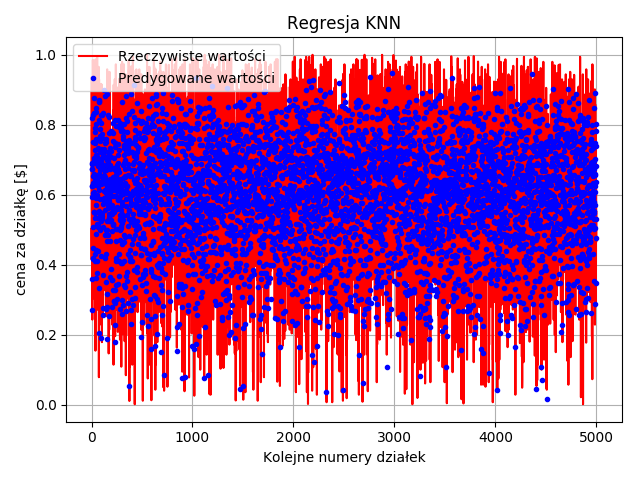 Regresja KNN
Rzeczywiste wartości
Predygowane wartości
cena za działkę [$]
1.0
0.8
0.6
0.4
0.2
0.0
0
1000
2000
3000
4000
5000
Kolejne numery działek